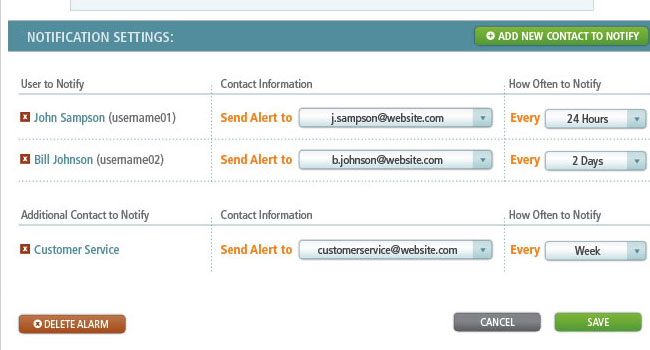 NOTIFICATION SETTINGS:
ADD NEW CONTACT TO NOTIFY
User to Notify Contact Information How Often to Notify
x John Sampson (username01) Send Alert to j.sampson@website.com Every 24 Hours
x Bill Johnson (username02) Send Alert to b.johnson@website.com Every 2 Days
Additional Contact to Notify Contact Information How Often to Notify
x Customer Service Send Alert to customerservice@website.com Every Week
DELETE ALARM CANCEL SAVE